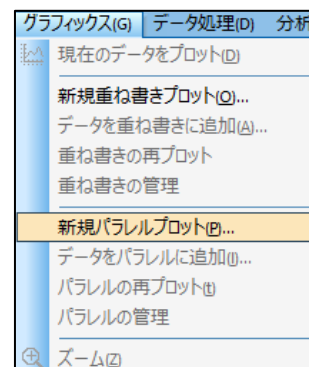 グラフィックス(G) データ処理(D) 分析
現在のデータをプロット(D)
新規重ね書きプロット(O)...
データを重ね書きに追加(A)...
重ね書きの再プロット
重ね書きの管理
新規パラレルプロット(P)...
データをパラレルに追加(I)...
パラレルの再プロット(t)
パラレルの管理
ズーム(Z)